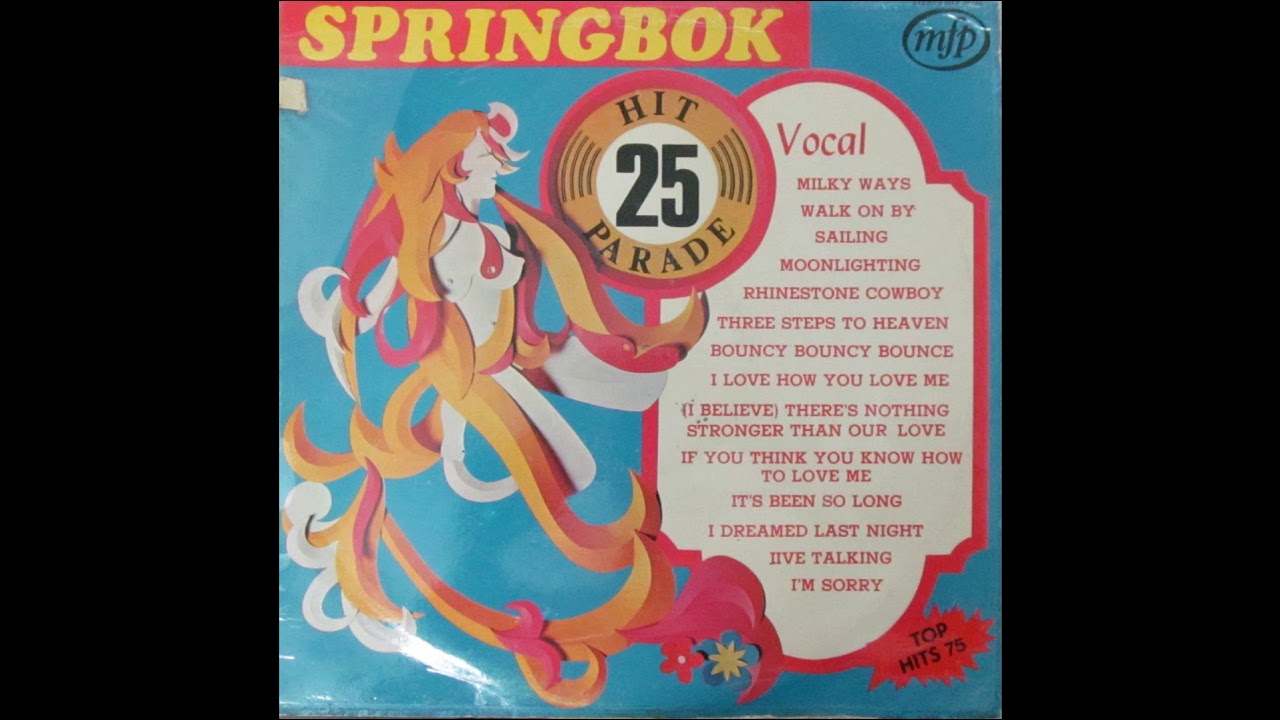 SPRINGBOK
mfp
HIT
25
PARADE
Vocal
MILKY WAYS
WALK ON BY
SAILING
MOONLIGHTING
RHINESTONE COWBOY
THREE STEPS TO HEAVEN
BOUNCY BOUNCY BOUNCE
I LOVE HOW YOU LOVE ME
(I BELIEVE) THERE'S NOTHING
STRONGER THAN OUR LOVE
IF YOU THINK YOU KNOW HOW
TO LOVE ME
IT'S BEEN SO LONG
I DREAMED LAST NIGHT
JIVE TALKING
I'M SORRY
TOP
HITS 75